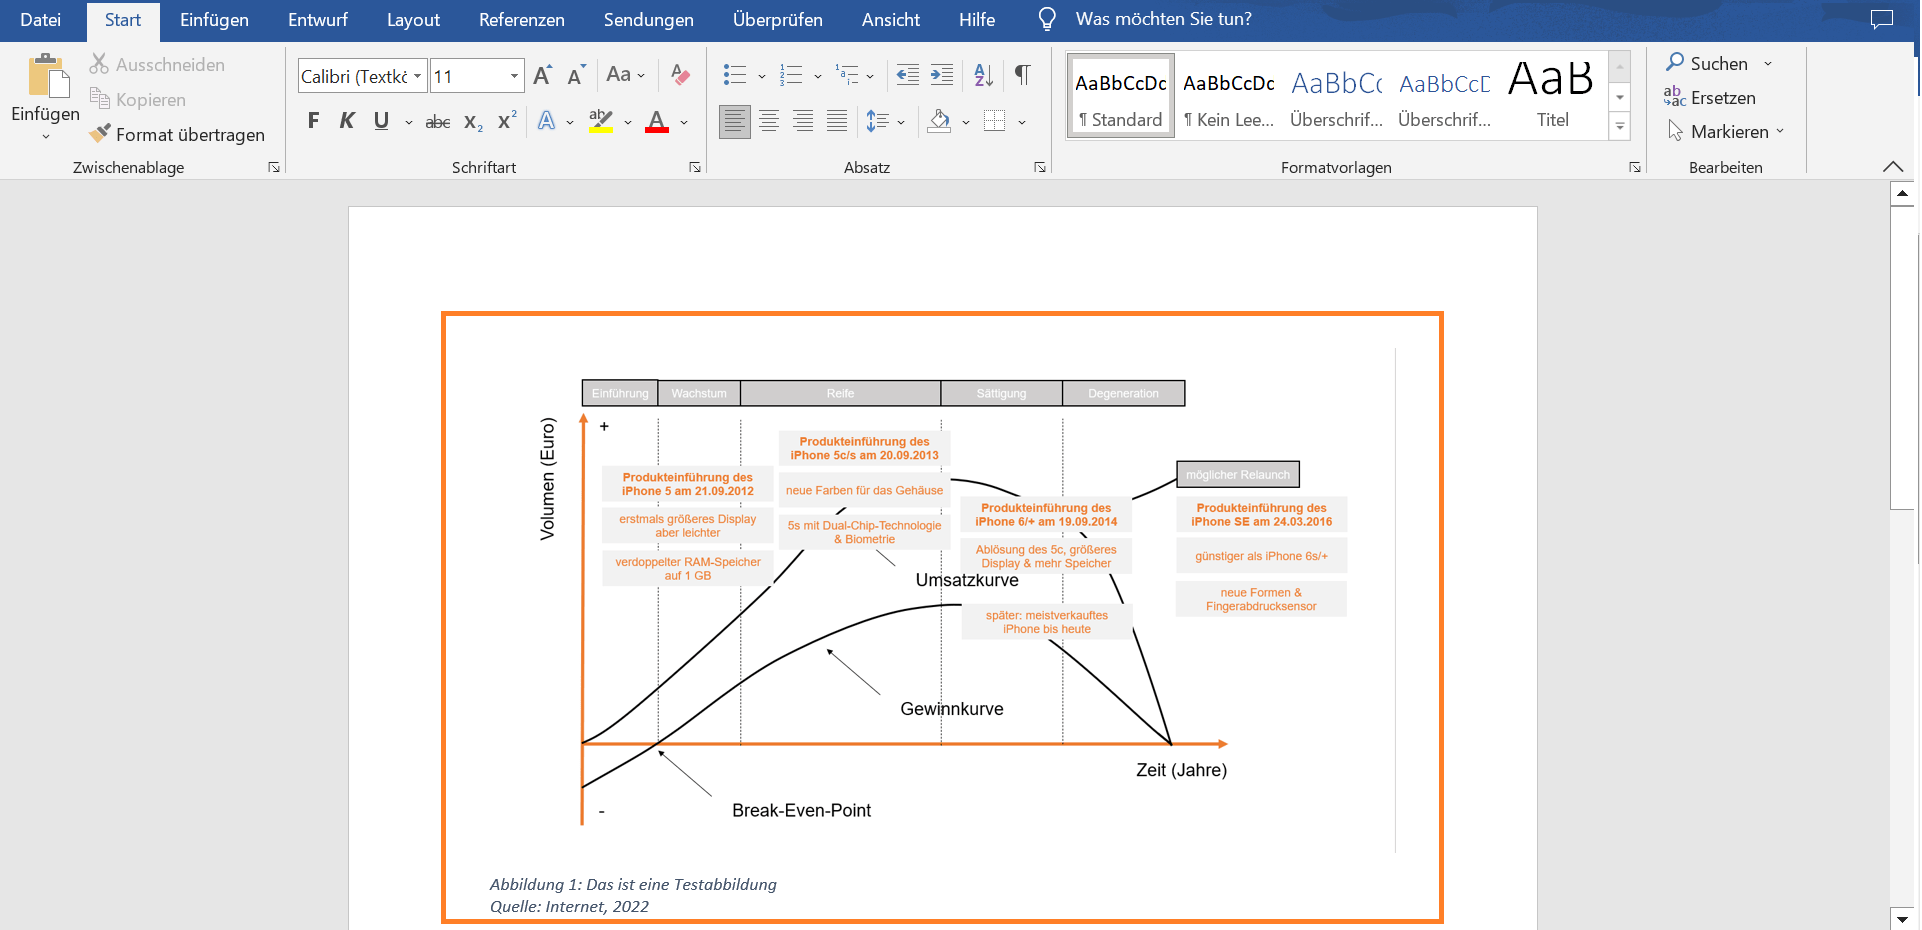 Datei Start Einfügen Entwurf Layout Referenzen Sendungen Überprüfen Ansicht Hilfe Was möchten Sie tun?
Einfügen
Ausschneiden
Kopieren
Format übertragen
Zwischenablage
Calibri (Textkö 11 Aa
F K U abc x₂ x² A ab A
Schriftart
Absatz
AaBbCcDc AaBbCcDc AaBbCc AaBbCcD AaB
¶ Standard ¶ Kein Lee... Überschrif... Überschrif... Titel
Formatvorlagen
Suchen
Ersetzen
Markieren
Bearbeiten
Einführung Wachstum Reife Sättigung Degeneration
Volumen (Euro)
+
Produkteinführung des
iPhone 5 am 21.09.2012
erstmals größeres Display
aber leichter
verdoppelter RAM-Speicher
auf 1 GB
Produkteinführung des
iPhone 5c/s am 20.09.2013
neue Farben für das Gehäuse
5s mit Dual-Chip-Technologie
& Biometrie
Umsatzkurve
Produkteinführung des
iPhone 6/+ am 19.09.2014
Ablösung des 5c, größeres
Display & mehr Speicher
später: meistverkauftes
iPhone bis heute
möglicher Relaunch
Produkteinführung des
iPhone SE am 24.03.2016
günstiger als iPhone 6s/+
neue Formen &
Fingerabdrucksensor
Gewinnkurve
Zeit (Jahre)
-
Break-Even-Point
Abbildung 1: Das ist eine Testabbildung
Quelle: Internet, 2022